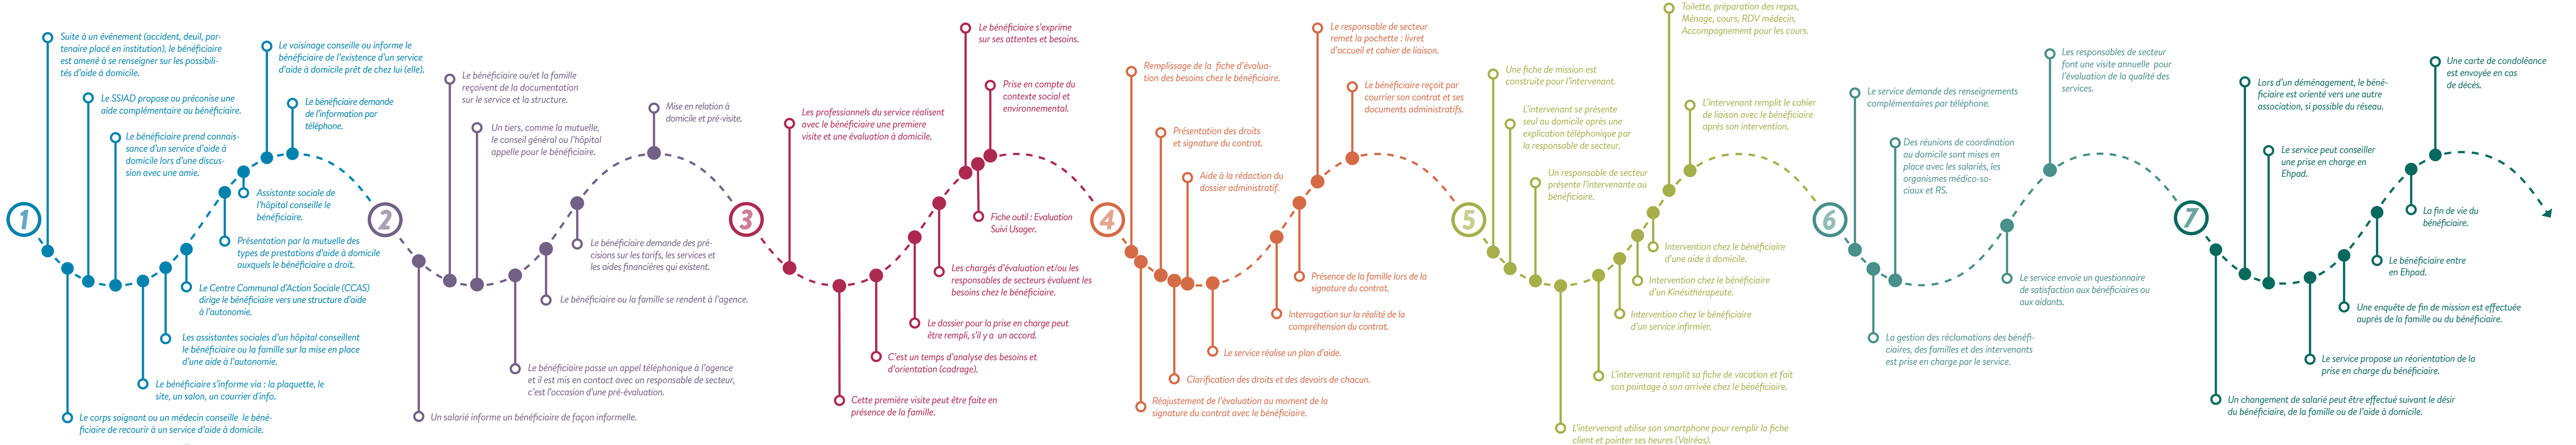 1
Suite à un événement (accident, deuil, par-
tenaire placé en institution), le bénéficiaire
est amené à se renseigner sur les possibili-
tés d'aide à domicile.
Le corps soignant ou un médecin conseille le béné-
ficiaire de recourir à un service d'aide à domicile.
Le SSIAD propose ou préconise une
aide complémentaire au bénéficiaire.
Le bénéficiaire prend connais-
sance d'un service d'aide à
domicile lors d'une discus-
sion avec une amie.
Le bénéficiaire s'informe via : la plaquette, le
site, un salon, un courrier d'info.
Les assistantes sociales d'un hôpital conseillent
le bénéficiaire ou la famille sur la mise en place
d'une aide à l'autonomie.
Le Centre Communal d'Action Sociale (CCAS)
dirige le bénéficiaire vers une structure d'aide
à l'autonomie.
Présentation par la mutuelle des
types de prestations d'aide à domicile
auxquels le bénéficiaire a droit.
Assistante sociale de
l'hôpital conseille le
bénéficiaire.
Le voisinage conseille ou informe le
bénéficiaire de l'existence d'un service
d'aide à domicile prêt de chez lui (elle).
Le bénéficiaire demande
de l'information par
téléphone.
2
Un salarié informe un bénéficiaire de façon informelle.
Le bénéficiaire ou/et la famille
reçoivent de la documentation
sur le service et la structure.
Un tiers, comme la mutuelle,
le conseil général ou l'hôpital
appelle pour le bénéficiaire.
Le bénéficiaire passe un appel téléphonique à l'agence
et il est mis en contact avec un responsable de secteur,
c'est l'occasion d'une pré-évaluation.
Le bénéficiaire ou la famille se rendent à l'agence.
Le bénéficiaire demande des pré-
cisions sur les tarifs, les services et
les aides financières qui existent.
Mise en relation à
domicile et pré-visite.
3
Les professionnels du service réalisent
avec le bénéficiaire une premiere
visite et une évaluation à domicile.
Cette première visite peut être faite en
présence de la famille.
C'est un temps d'analyse des besoins et
d'orientation (cadrage).
Le dossier pour la prise en charge peut
être rempli, s'il y a un accord.
Les chargés d'évaluation et/ou les
responsables de secteurs évaluent les
besoins chez le bénéficiaire.
Le bénéficiaire s'exprime
sur ses attentes et besoins.
Fiche outil : Evaluation
Suivi Usager.
Prise en compte du
contexte social et
environnemental.
4
Remplissage de la fiche d'évalua-
tion des besoins chez le bénéficiaire.
Réajustement de l'évaluation au moment de la
signature du contrat avec le bénéficiaire.
Présentation des droits
et signature du contrat.
Clarification des droits et des devoirs de chacun.
Aide à la rédaction du
dossier administratif.
Le service réalise un plan d'aide.
Interrogation sur la réalité de la
compréhension du contrat.
Présence de la famille lors de la
signature du contrat.
Le responsable de secteur
remet la pochette : livret
d'accueil et cahier de liaison.
Le bénéficiaire reçoit par
courrier son contrat et ses
documents administratifs.
5
Une fiche de mission est
construite pour l'intervenant.
L'intervenant se présente
seul au domicile après une
explication téléphonique par
la responsable de secteur.
Un responsable de secteur
présente l'intervenante au
bénéficiaire.
L'intervenant utilise son smartphone pour remplir la fiche
client et pointer ses heures (Valréas).
L'intervenant remplit sa fiche de vacation et fait
son pointage à son arrivée chez le bénéficiaire.
Intervention chez le bénéficiaire
d'un service infirmier.
Intervention chez le bénéficiaire
d'un Kinésithérapeute.
Intervention chez le bénéficiaire
d'une aide à domicile.
Toilette, préparation des repas,
Ménage, cours, RDV médecin,
Accompagnement pour les cours.
L'intervenant remplit le cahier
de liaison avec le bénéficiaire
après son intervention.
6
Le service demande des renseignements
complémentaires par téléphone.
La gestion des réclamations des bénéfi-
ciaires, des familles et des intervenants
est prise en charge par le service.
Des réunions de coordination
au domicile sont mises en
place avec les salariés, les
organismes médico-so-
ciaux et RS.
Le service envoie un questionnaire
de satisfaction aux bénéficiaires ou
aux aidants.
Les responsables de secteur
font une visite annuelle pour
l'évaluation de la qualité des
services.
7
Un changement de salarié peut être effectué suivant le désir
du bénéficiaire, de la famille ou de l'aide à domicile.
Lors d'un déménagement, le béné-
ficiaire est orienté vers une autre
association, si possible du réseau.
Le service peut conseiller
une prise en charge en
Ehpad.
Le service propose un réorientation de la
prise en charge du bénéficiaire.
Une enquête de fin de mission est effectuée
auprès de la famille ou du bénéficiaire.
Le bénéficiaire entre
en Ehpad.
La fin de vie du
bénéficiaire.
Une carte de condoléance
est envoyée en cas
de décès.